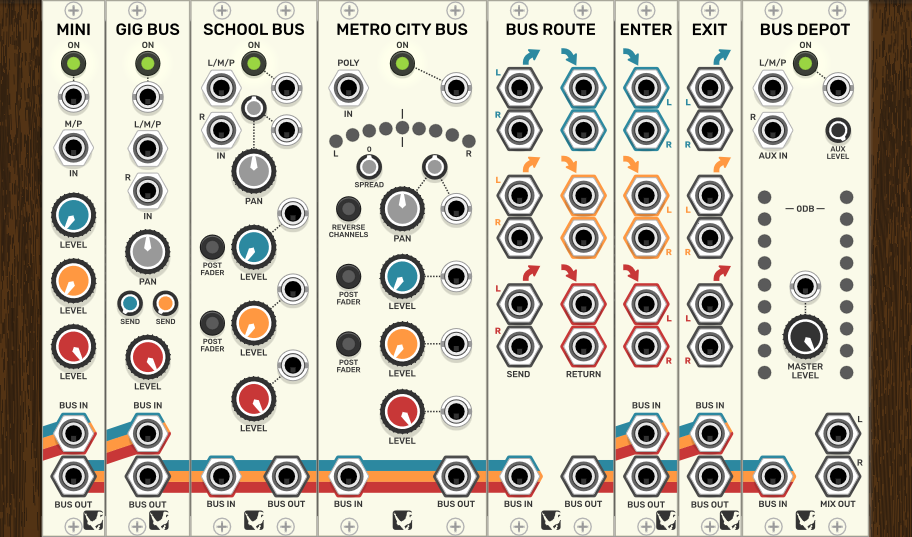 MINI
ON
M/P
IN
LEVEL
LEVEL
LEVEL
BUS IN
BUS OUT
GIG BUS
ON
L/M/P
R
IN
PAN
SEND
SEND
LEVEL
BUS IN
BUS OUT
SCHOOL BUS
ON
L/M/P
R
IN
PAN
POST
FADER
LEVEL
POST
FADER
LEVEL
LEVEL
BUS IN
BUS OUT
METRO CITY BUS
ON
POLY
IN
L
R
0
SPREAD
REVERSE
CHANNELS
PAN
POST
FADER
LEVEL
POST
FADER
LEVEL
LEVEL
BUS IN
BUS OUT
BUS ROUTE
L
R
L
R
L
R
SEND
RETURN
BUS IN
BUS OUT
ENTER
L
R
L
R
L
R
BUS IN
BUS OUT
EXIT
L
R
L
R
L
R
BUS IN
BUS OUT
BUS DEPOT
ON
L/M/P
R
AUX IN
AUX
LEVEL
0DB
MASTER
LEVEL
L
R
BUS IN
MIX OUT